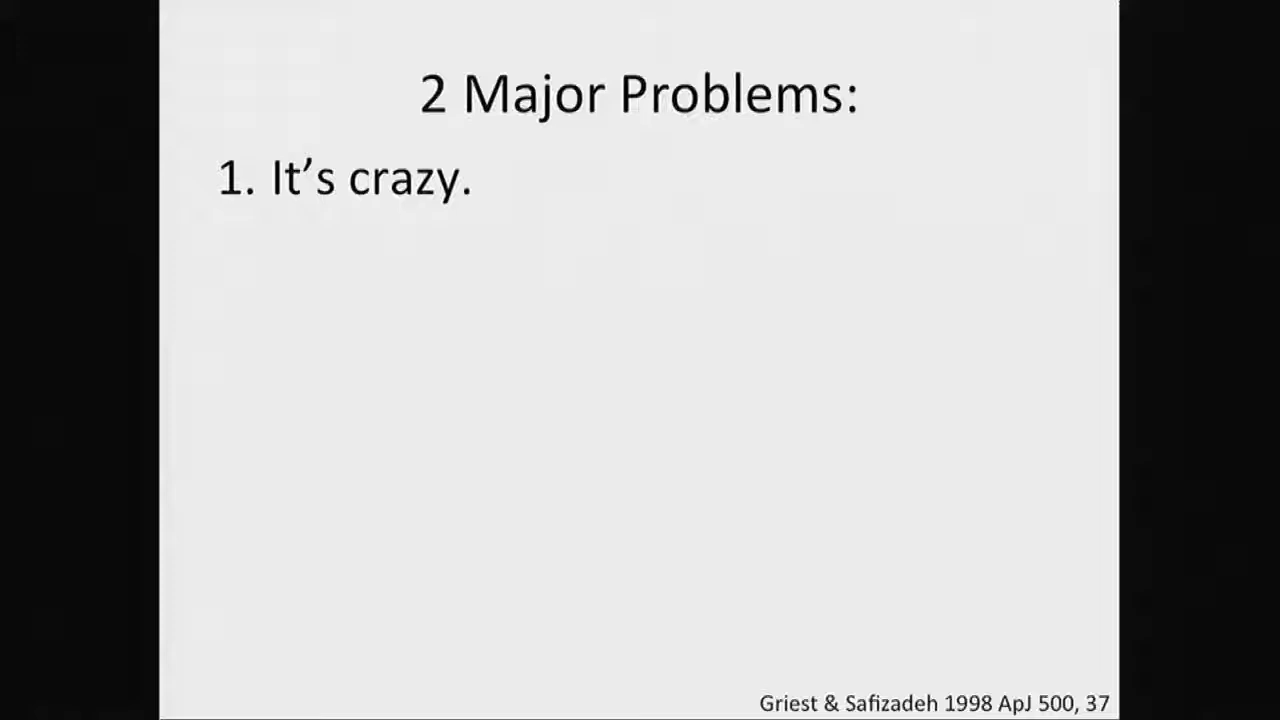 2 Major Problems:
1. It’s crazy.
Griest & Safizadeh 1998 ApJ 500, 37